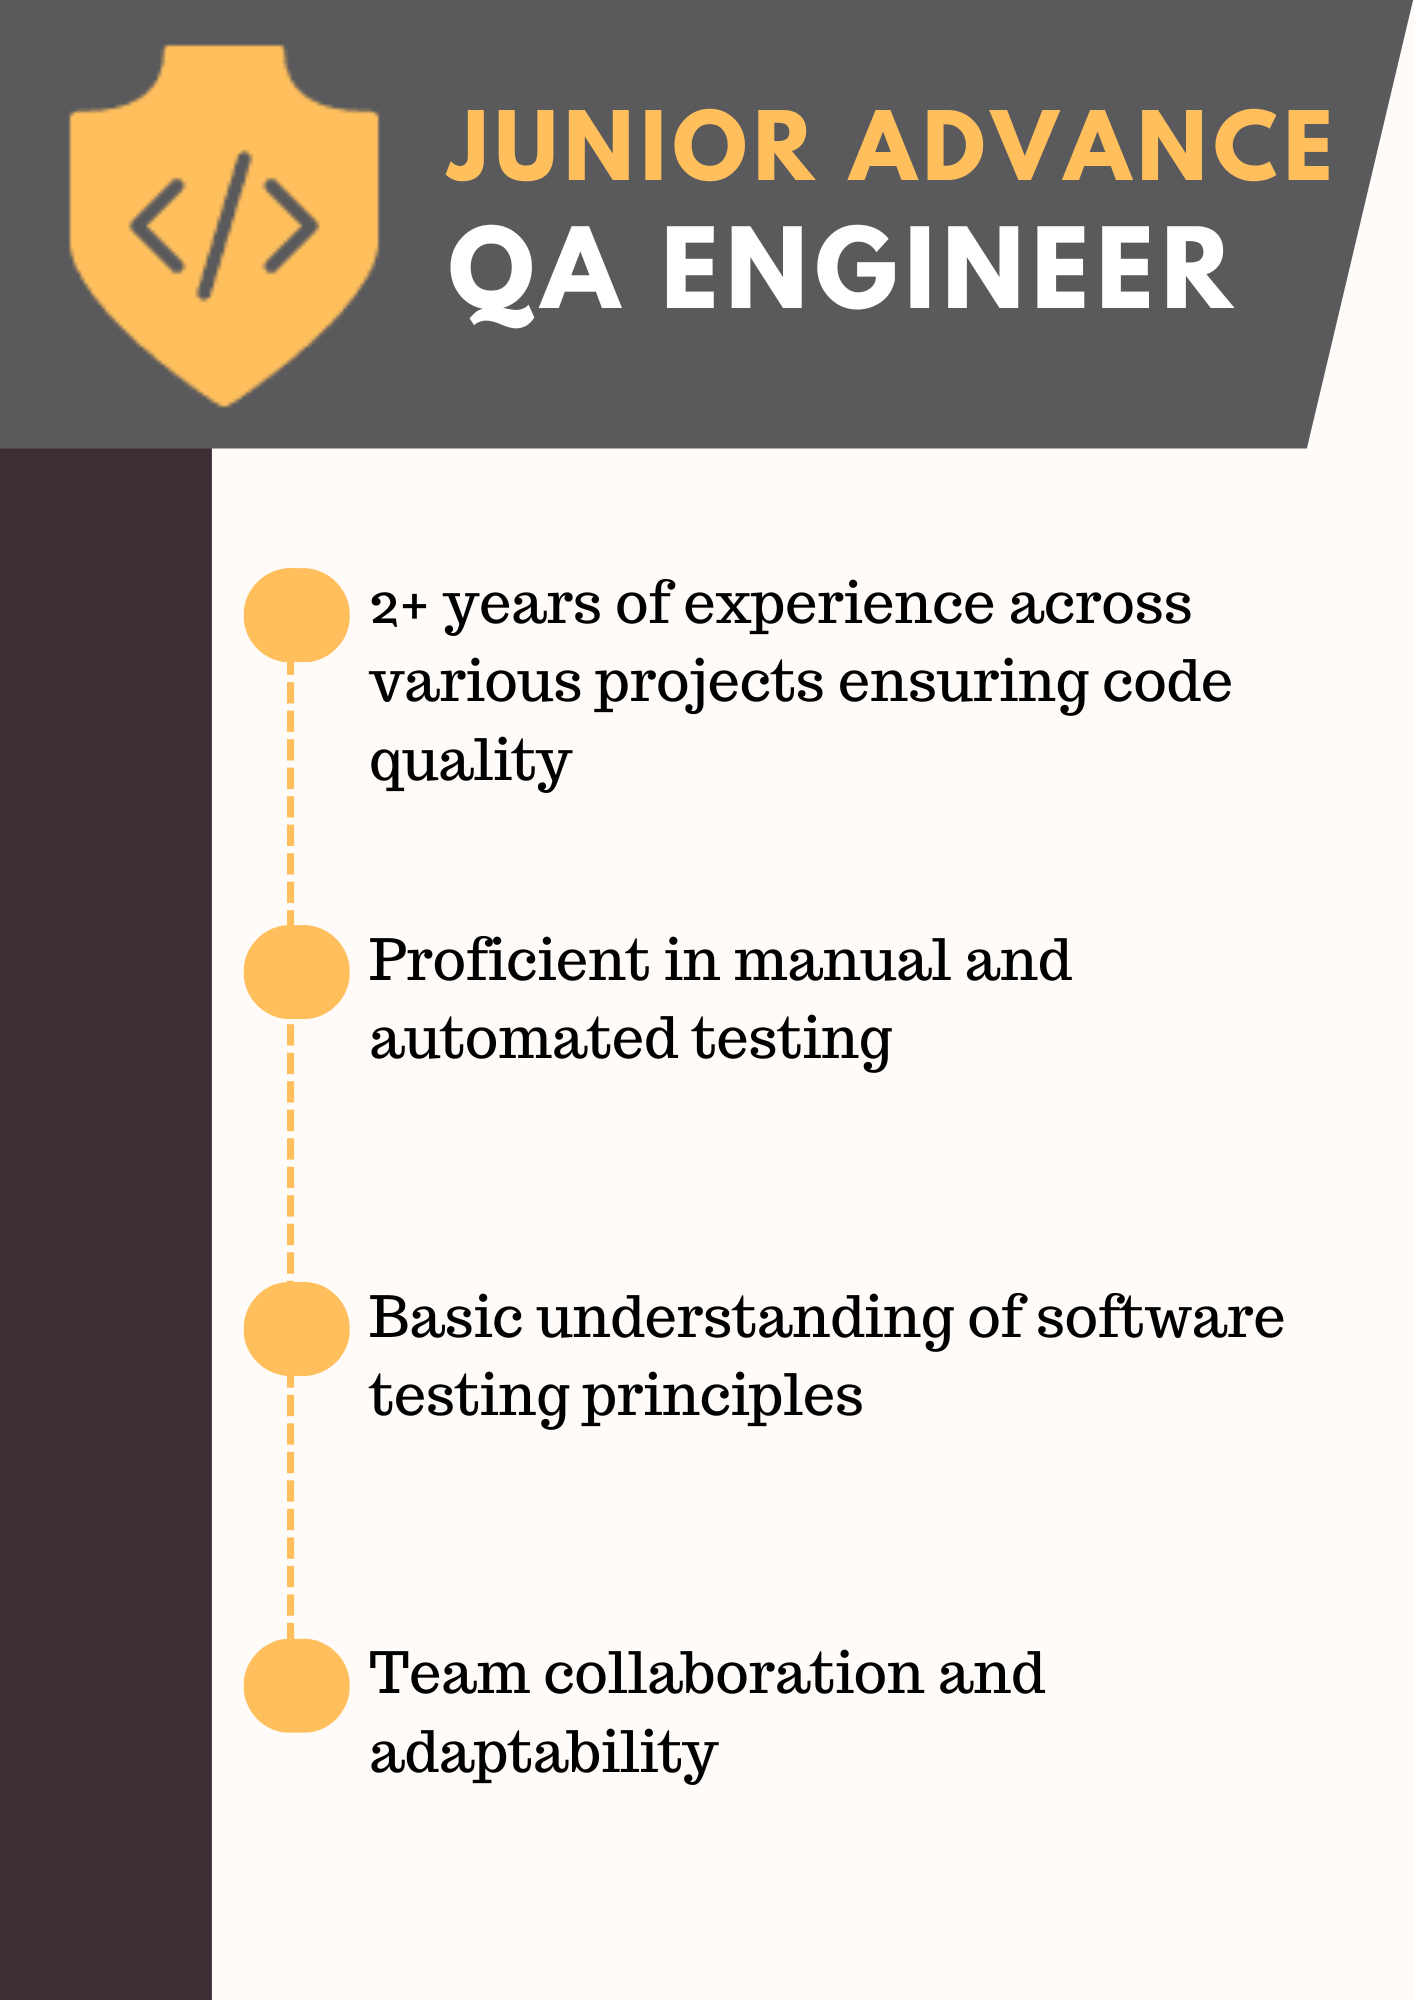 JUNIOR ADVANCE
QA ENGINEER
</>
2+ years of experience across
various projects ensuring code
quality
Proficient in manual and
automated testing
Basic understanding of software
testing principles
Team collaboration and
adaptability